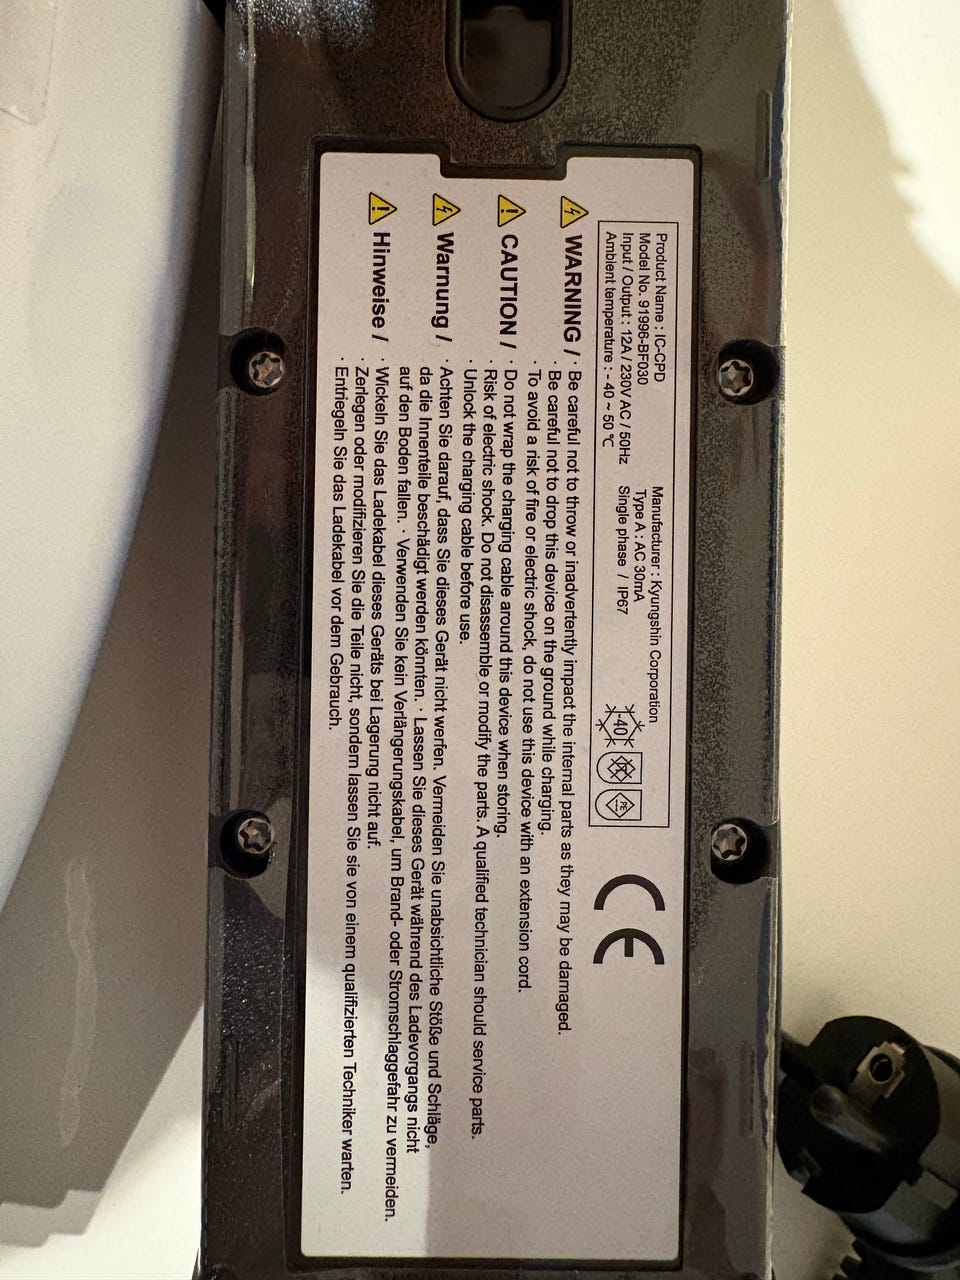 Product Name : IC-CPD
Model No. 91996-BF030
Input / Output : 12A / 230V AC / 50Hz
Ambient temperature : - 40 ~ 50 ℃
Manufacturer : Kyungshin Corporation
Type A : AC 30mA
Single phase / IP67
-40
PE
CE
WARNING / · Be careful not to throw or inadvertently impact the internal parts as they may be damaged.
· Be careful not to drop this device on the ground while charging.
· To avoid a risk of fire or electric shock, do not use this device with an extension cord.
CAUTION / · Do not wrap the charging cable around this device when storing.
· Risk of electric shock. Do not disassemble or modify the parts. A qualified technician should service parts.
· Unlock the charging cable before use.
Warnung / · Achten Sie darauf, dass Sie dieses Gerät nicht werfen. Vermeiden Sie unabsichtliche Stöße und Schläge,
da die Innenteile beschädigt werden könnten. · Lassen Sie dieses Gerät während des Ladevorgangs nicht
auf den Boden fallen. · Verwenden Sie kein Verlängerungskabel, um Brand- oder Stromschlaggefahr zu vermeiden.
Hinweise / · Wickeln Sie das Ladekabel dieses Geräts bei Lagerung nicht auf.
· Zerlegen oder modifizieren Sie die Teile nicht, sondern lassen Sie sie von einem qualifizierten Techniker warten.
· Entriegeln Sie das Ladekabel vor dem Gebrauch.